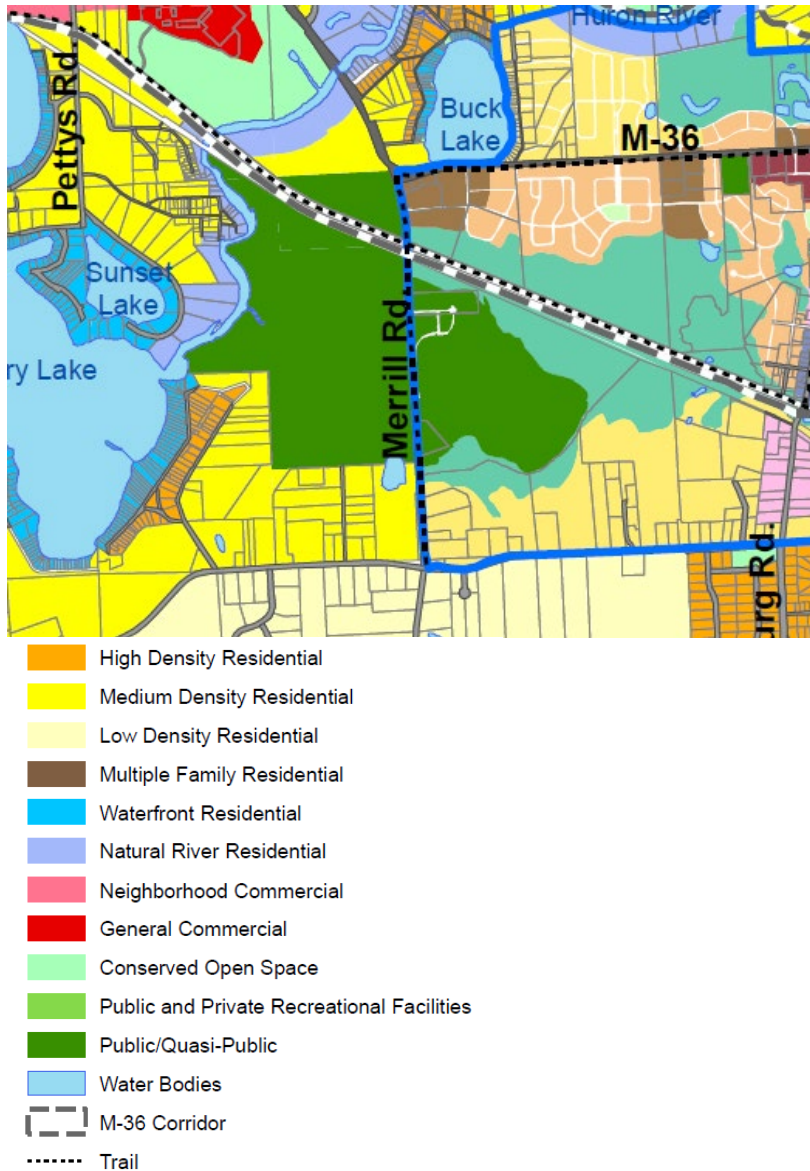 Huron River
Pettys Rd.
Buck
Lake
M-36
Sunset
Lake
ry Lake
Merrill Rd.
urg Rd.
High Density Residential
Medium Density Residential
Low Density Residential
Multiple Family Residential
Waterfront Residential
Natural River Residential
Neighborhood Commercial
General Commercial
Conserved Open Space
Public and Private Recreational Facilities
Public/Quasi-Public
Water Bodies
M-36 Corridor
Trail